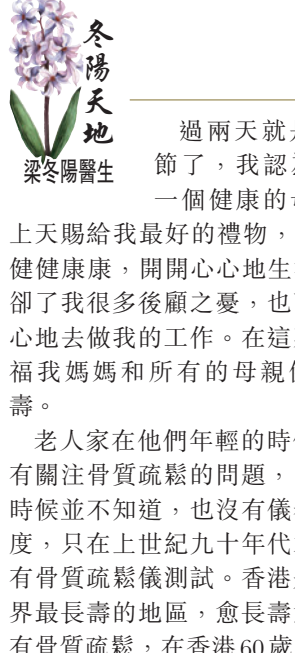 冬陽天地
梁冬陽醫生
過兩天就
節了，我認
一個健康的
上天賜給我最好的禮物，
健健康康，開開心心地生
卻了我很多後顧之憂，也
心地去做我的工作。在這
福我媽媽和所有的母親
壽。
老人家在他們年輕的時
有關注骨質疏鬆的問題，
時候並不知道，也沒有儀
度，只在上世紀九十年代
有骨質疏鬆儀測試。香港
界最長壽的地區，愈長壽
有骨質疏鬆，在香港60歲